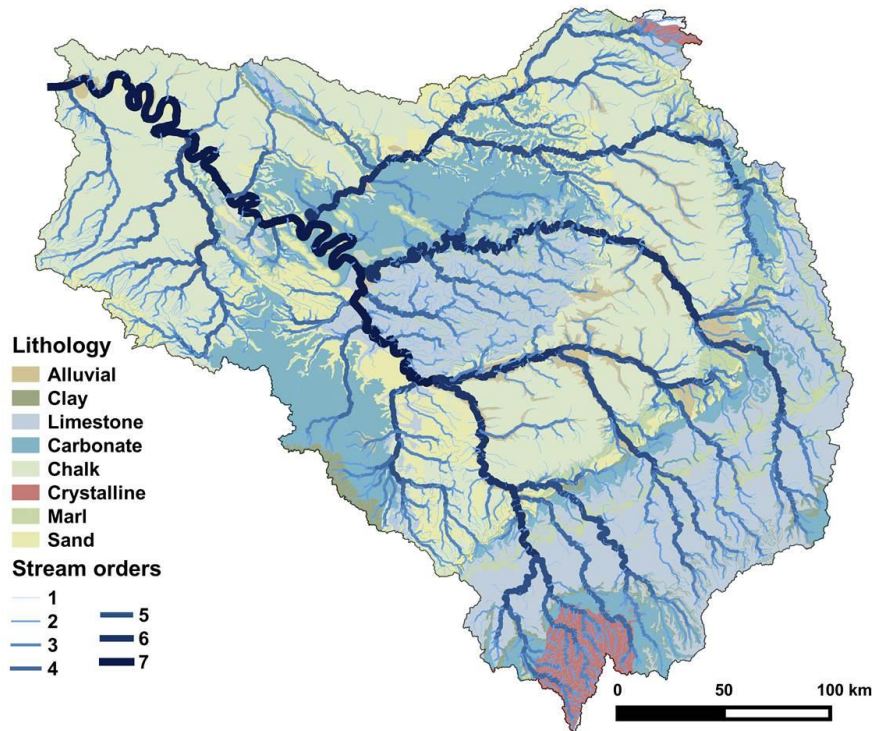 Lithology
Alluvial
Clay
Limestone
Carbonate
Chalk
Crystalline
Marl
Sand
Stream orders
1
2
3
4
5
6
7
0 50 100 km